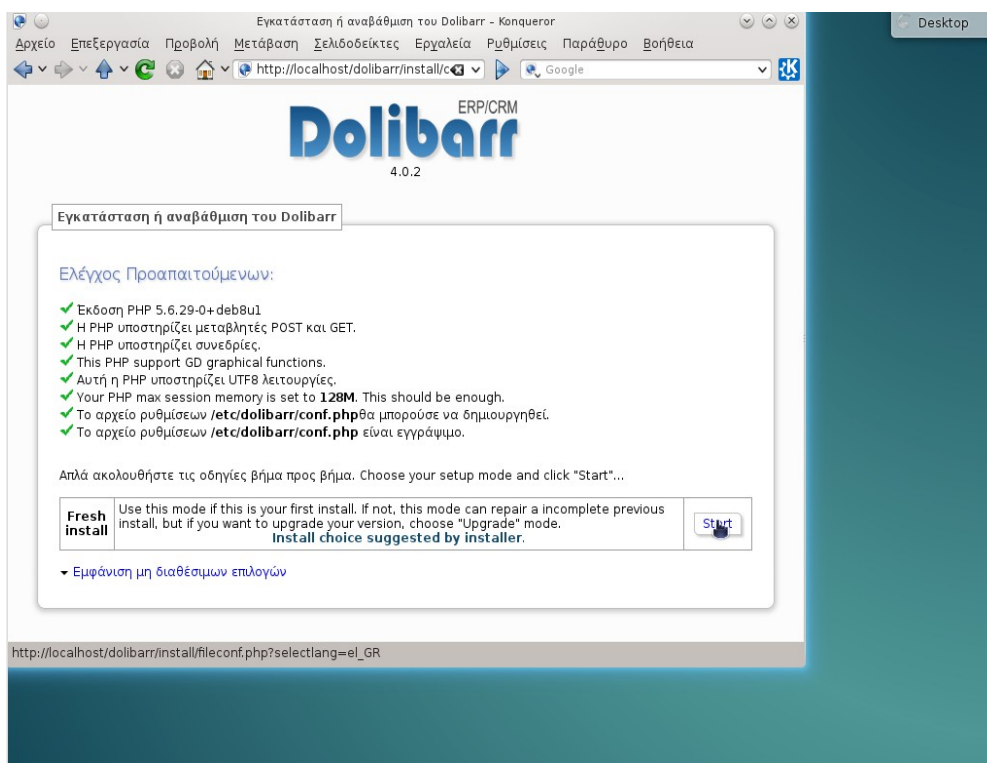 Εγκατάσταση ή αναβάθμιση του Dolibarr – Konqueror
Desktop
Αρχείο Επεξεργασία Προβολή Μετάβαση Σελιδοδείκτες Εργαλεία Ρυθμίσεις Παράθυρο Βοήθεια
http://localhost/dolibarr/install/c
Google
ERP/CRM
Dolibarr
4.0.2
Εγκατάσταση ή αναβάθμιση του Dolibarr
Ελέγχος Προαπαιτούμενων:
Έκδοση PHP 5.6.29-0+deb8u1
Η PHP υποστηρίζει μεταβλητές POST και GET.
Η PHP υποστηρίζει συνεδρίες.
This PHP support GD graphical functions.
Αυτή η PHP υποστηρίζει UTF8 λειτουργίες.
Your PHP max session memory is set to 128M. This should be enough.
Το αρχείο ρυθμίσεων /etc/dolibarr/conf.phpθα μπορούσε να δημιουργηθεί.
Το αρχείο ρυθμίσεων /etc/dolibarr/conf.php είναι εγγράψιμο.
Απλά ακολουθήστε τις οδηγίες βήμα προς βήμα. Choose your setup mode and click "Start"...
Fresh install
Use this mode if this is your first install. If not, this mode can repair a incomplete previous
install, but if you want to upgrade your version, choose "Upgrade" mode.
Install choice suggested by installer.
Start
Εμφάνιση μη διαθέσιμων επιλογών
http://localhost/dolibarr/install/fileconf.php?selectlang=el_GR